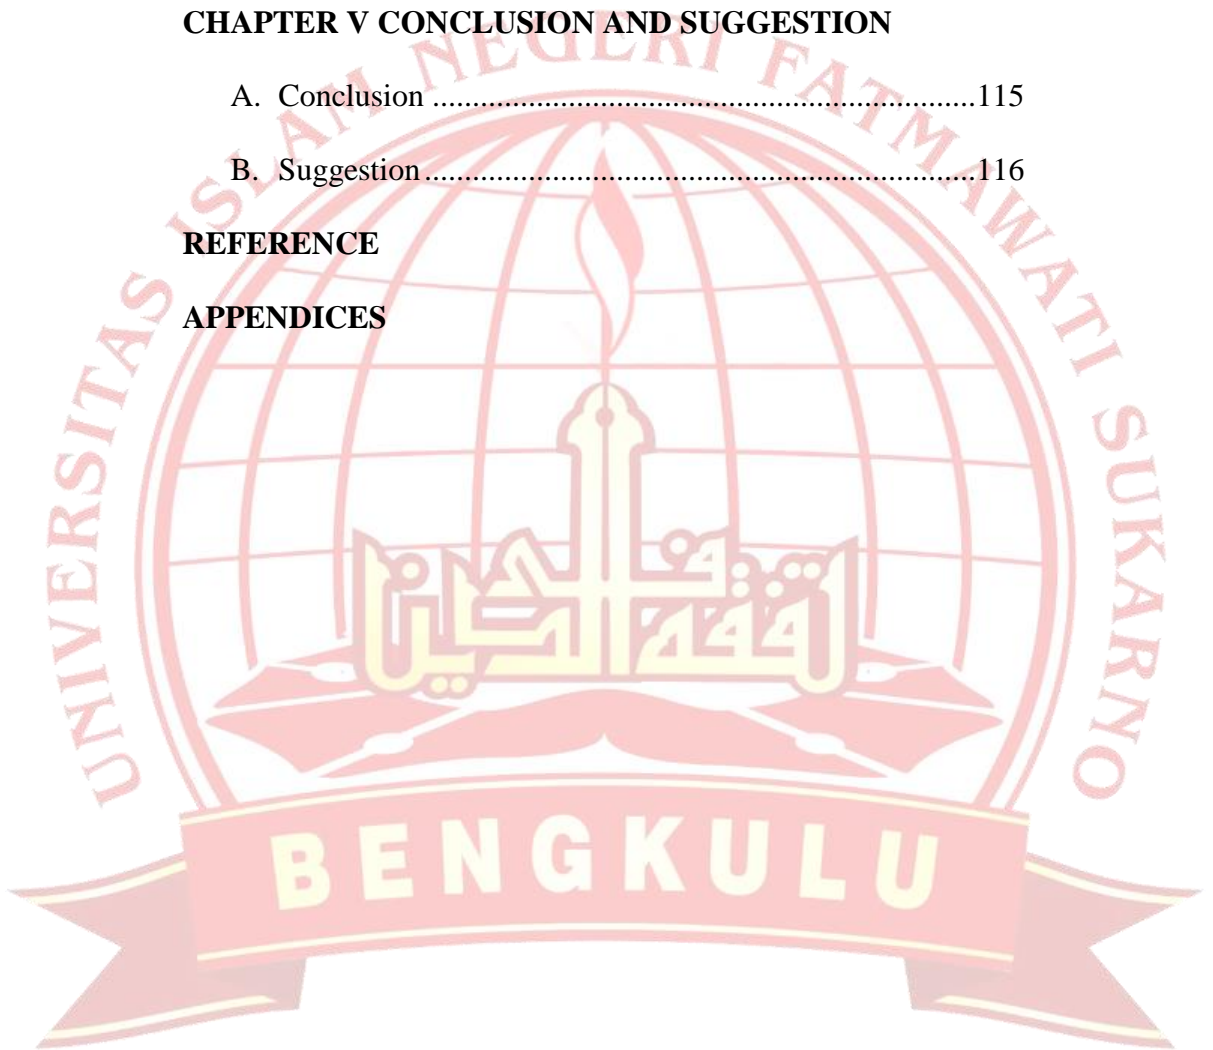 CHAPTER V CONCLUSION AND SUGGESTION
A. Conclusion ....................................................................115
B. Suggestion .....................................................................116
REFERENCE
APPENDICES
UNIVERSITAS ISLAM NEGERI FATMAWATI SUKARNO
BENGKULU